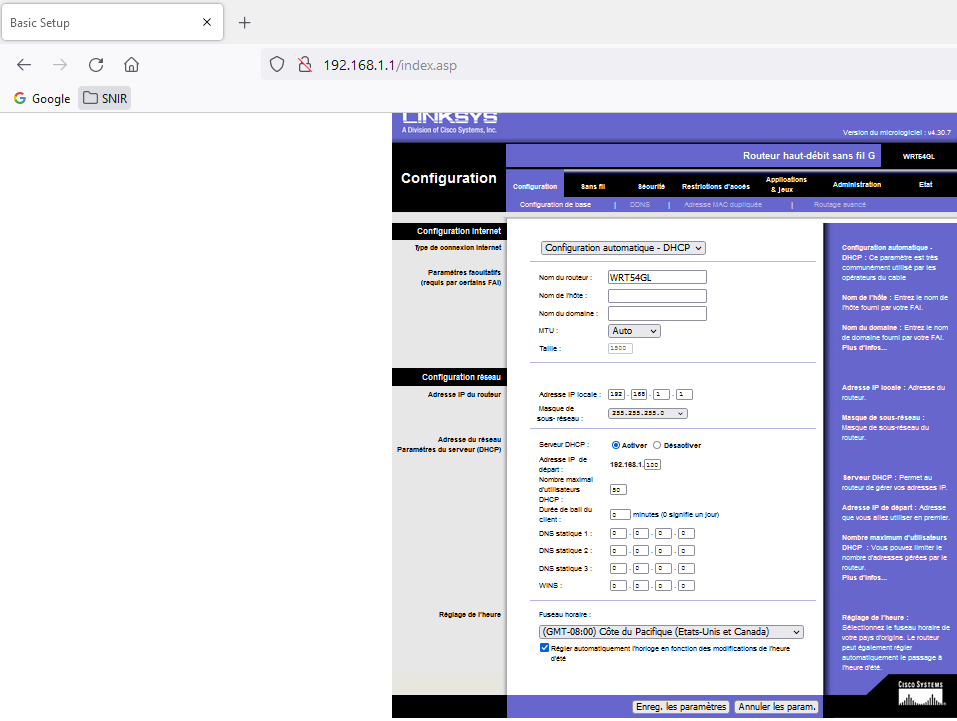 Basic Setup
192.168.1.1/index.asp
Google
SNIR
LINKSYS
A Division of Cisco Systems, Inc.
Version du micrologiciel : v4.30.7
Routeur haut-débit sans fil G
WRT54GL
Configuration
Configuration
Sans fil
Sécurité
Restrictions d'accès
Applications
& Jeux
Administration
Etat
Configuration de base | DDNS | Adresse MAC dupliquée | Routage avancé
Configuration Internet
Type de connexion Internet
Configuration automatique - DHCP
Paramètres facultatifs
(requis par certains FAI)
Nom du routeur : WRT54GL
Nom de l'hôte :
Nom du domaine :
MTU : Auto
Taille : 1500
Configuration automatique -
DHCP : Ce paramètre est très
communément utilisé par les
opérateurs du cable
Nom de l'hôte : Entrez le nom de
l'hôte fourni par votre FAI.
Nom du domaine : Entrez le nom
de domaine fourni par votre FAI.
Plus d'infos...
Configuration réseau
Adresse IP du routeur
Adresse IP locale : 192 . 168 . 1 . 1
Masque de
sous- réseau : 255.255.255.0
Adresse IP locale : Adresse du
routeur.
Masque de sous-réseau :
Masque de sous-réseau du
routeur.
Adresse du réseau
Paramètres du serveur (DHCP)
Serveur DHCP : Activer Désactiver
Adresse IP de
départ : 192.168.1. 100
Nombre maximal
d'utilisateurs
DHCP : 50
Durée de bail du
client : 0 minutes (0 signifie un jour)
DNS statique 1 : 0 . 0 . 0 . 0
DNS statique 2 : 0 . 0 . 0 . 0
DNS statique 3 : 0 . 0 . 0 . 0
WINS : 0 . 0 . 0 . 0
Serveur DHCP : Permet au
routeur de gérer vos adresses IP.
Adresse IP de départ : Adresse
que vous allez utiliser en premier.
Nombre maximum d'utilisateurs
DHCP : Vous pouvez limiter le
nombre d'adresses gérées par le
routeur.
Plus d'infos...
Réglage de l'heure
Fuseau horaire :
(GMT-08:00) Côte du Pacifique (Etats-Unis et Canada)
Régler automatiquement l'horloge en fonction des modifications de l'heure
d'été
Réglage de l'heure :
Sélectionnez le fuseau horaire de
votre pays d'origine. Le routeur
peut également régler
automatiquement le passage à
l'heure d'été.
Enreg. les paramètres
Annuler les param.
CISCO SYSTEMS